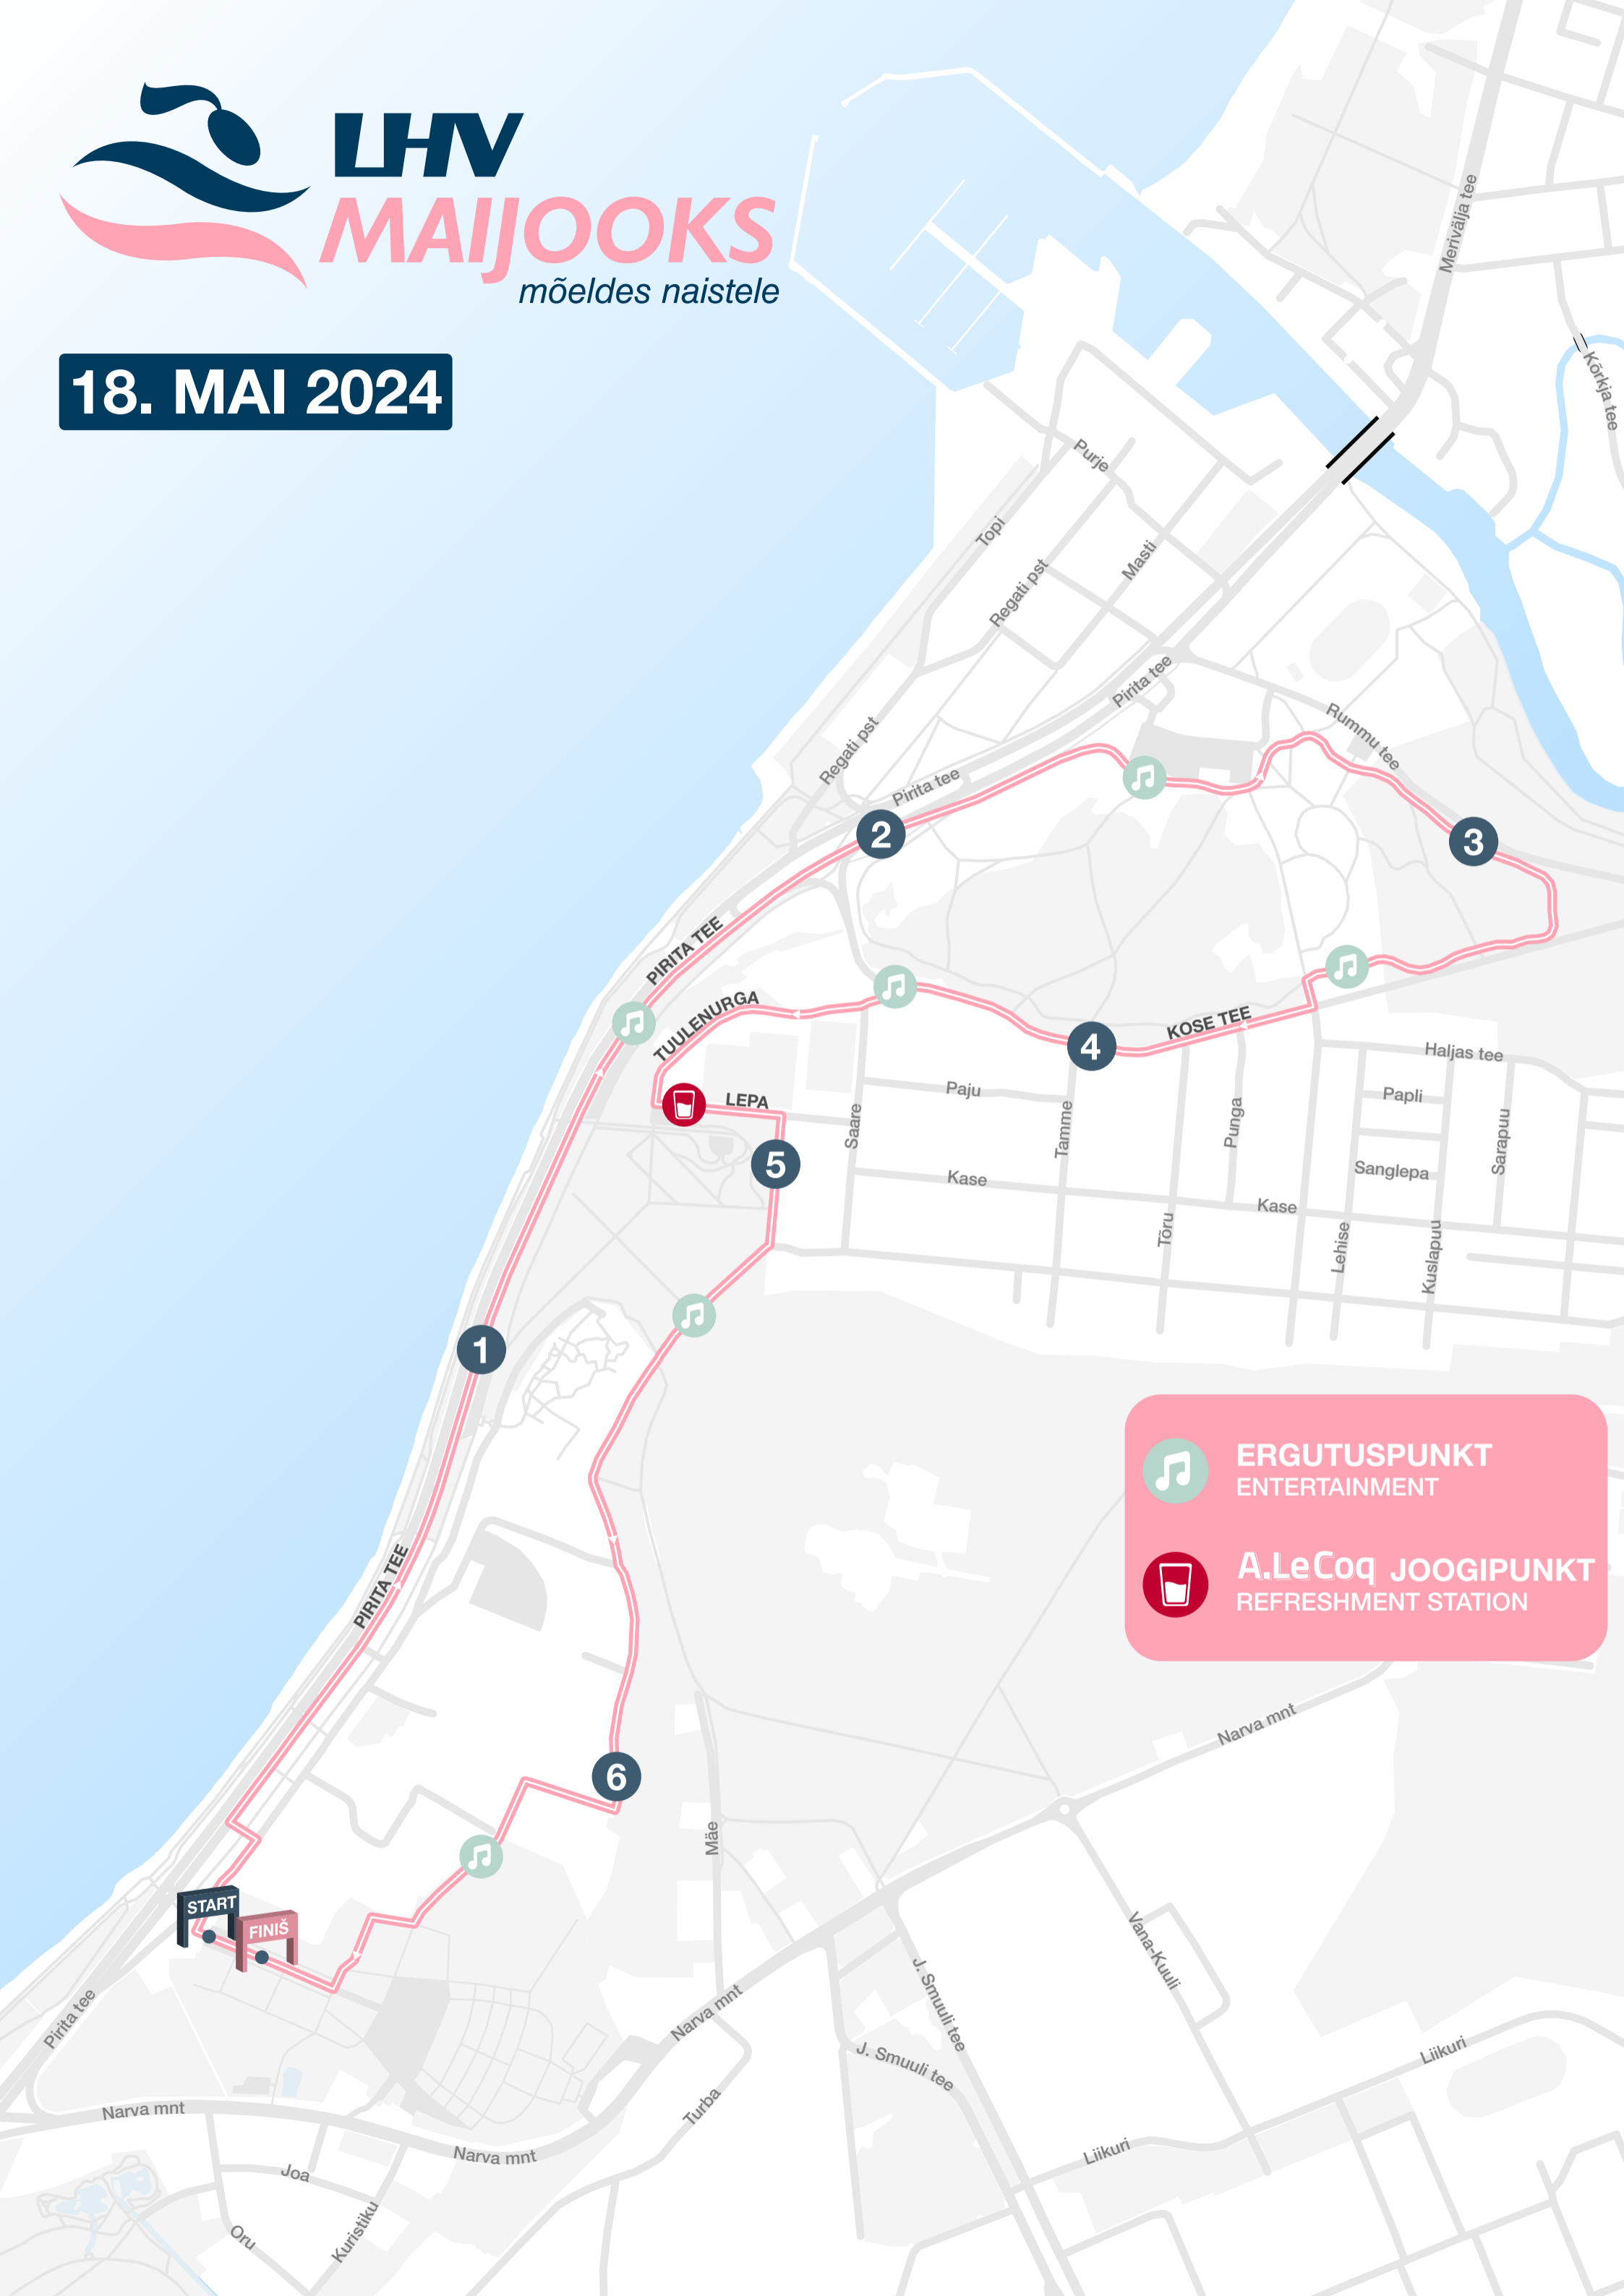 LHV
MAIJOOKS
mõeldes naistele
18. MAI 2024
Merivälja tee
Kõrkja tee
Purje
Topi
Masti
Regati pst
Pirita tee
Rummu tee
Regati pst
Pirita tee
2
3
PIRITA TEE
TUULENURGA
KOSE TEE
4
Haljas tee
LEPA
Paju
Papli
Saare
Tamme
Punga
Sarapuu
5
Kase
Sanglepa
Kase
Tõru
Lehise
Kuslapuu
1
ERGUTUSPUNKT
ENTERTAINMENT
A.LeCoq JOOGIPUNKT
REFRESHMENT STATION
PIRITA TEE
Narva mnt
6
Mäe
START
FINIŠ
Vana-Kuuli
J. Smuuli tee
Pirita tee
Narva mnt
J. Smuuli tee
Liikuri
Turba
Narva mnt
Narva mnt
Liikuri
Joa
Oru
Kuristiku